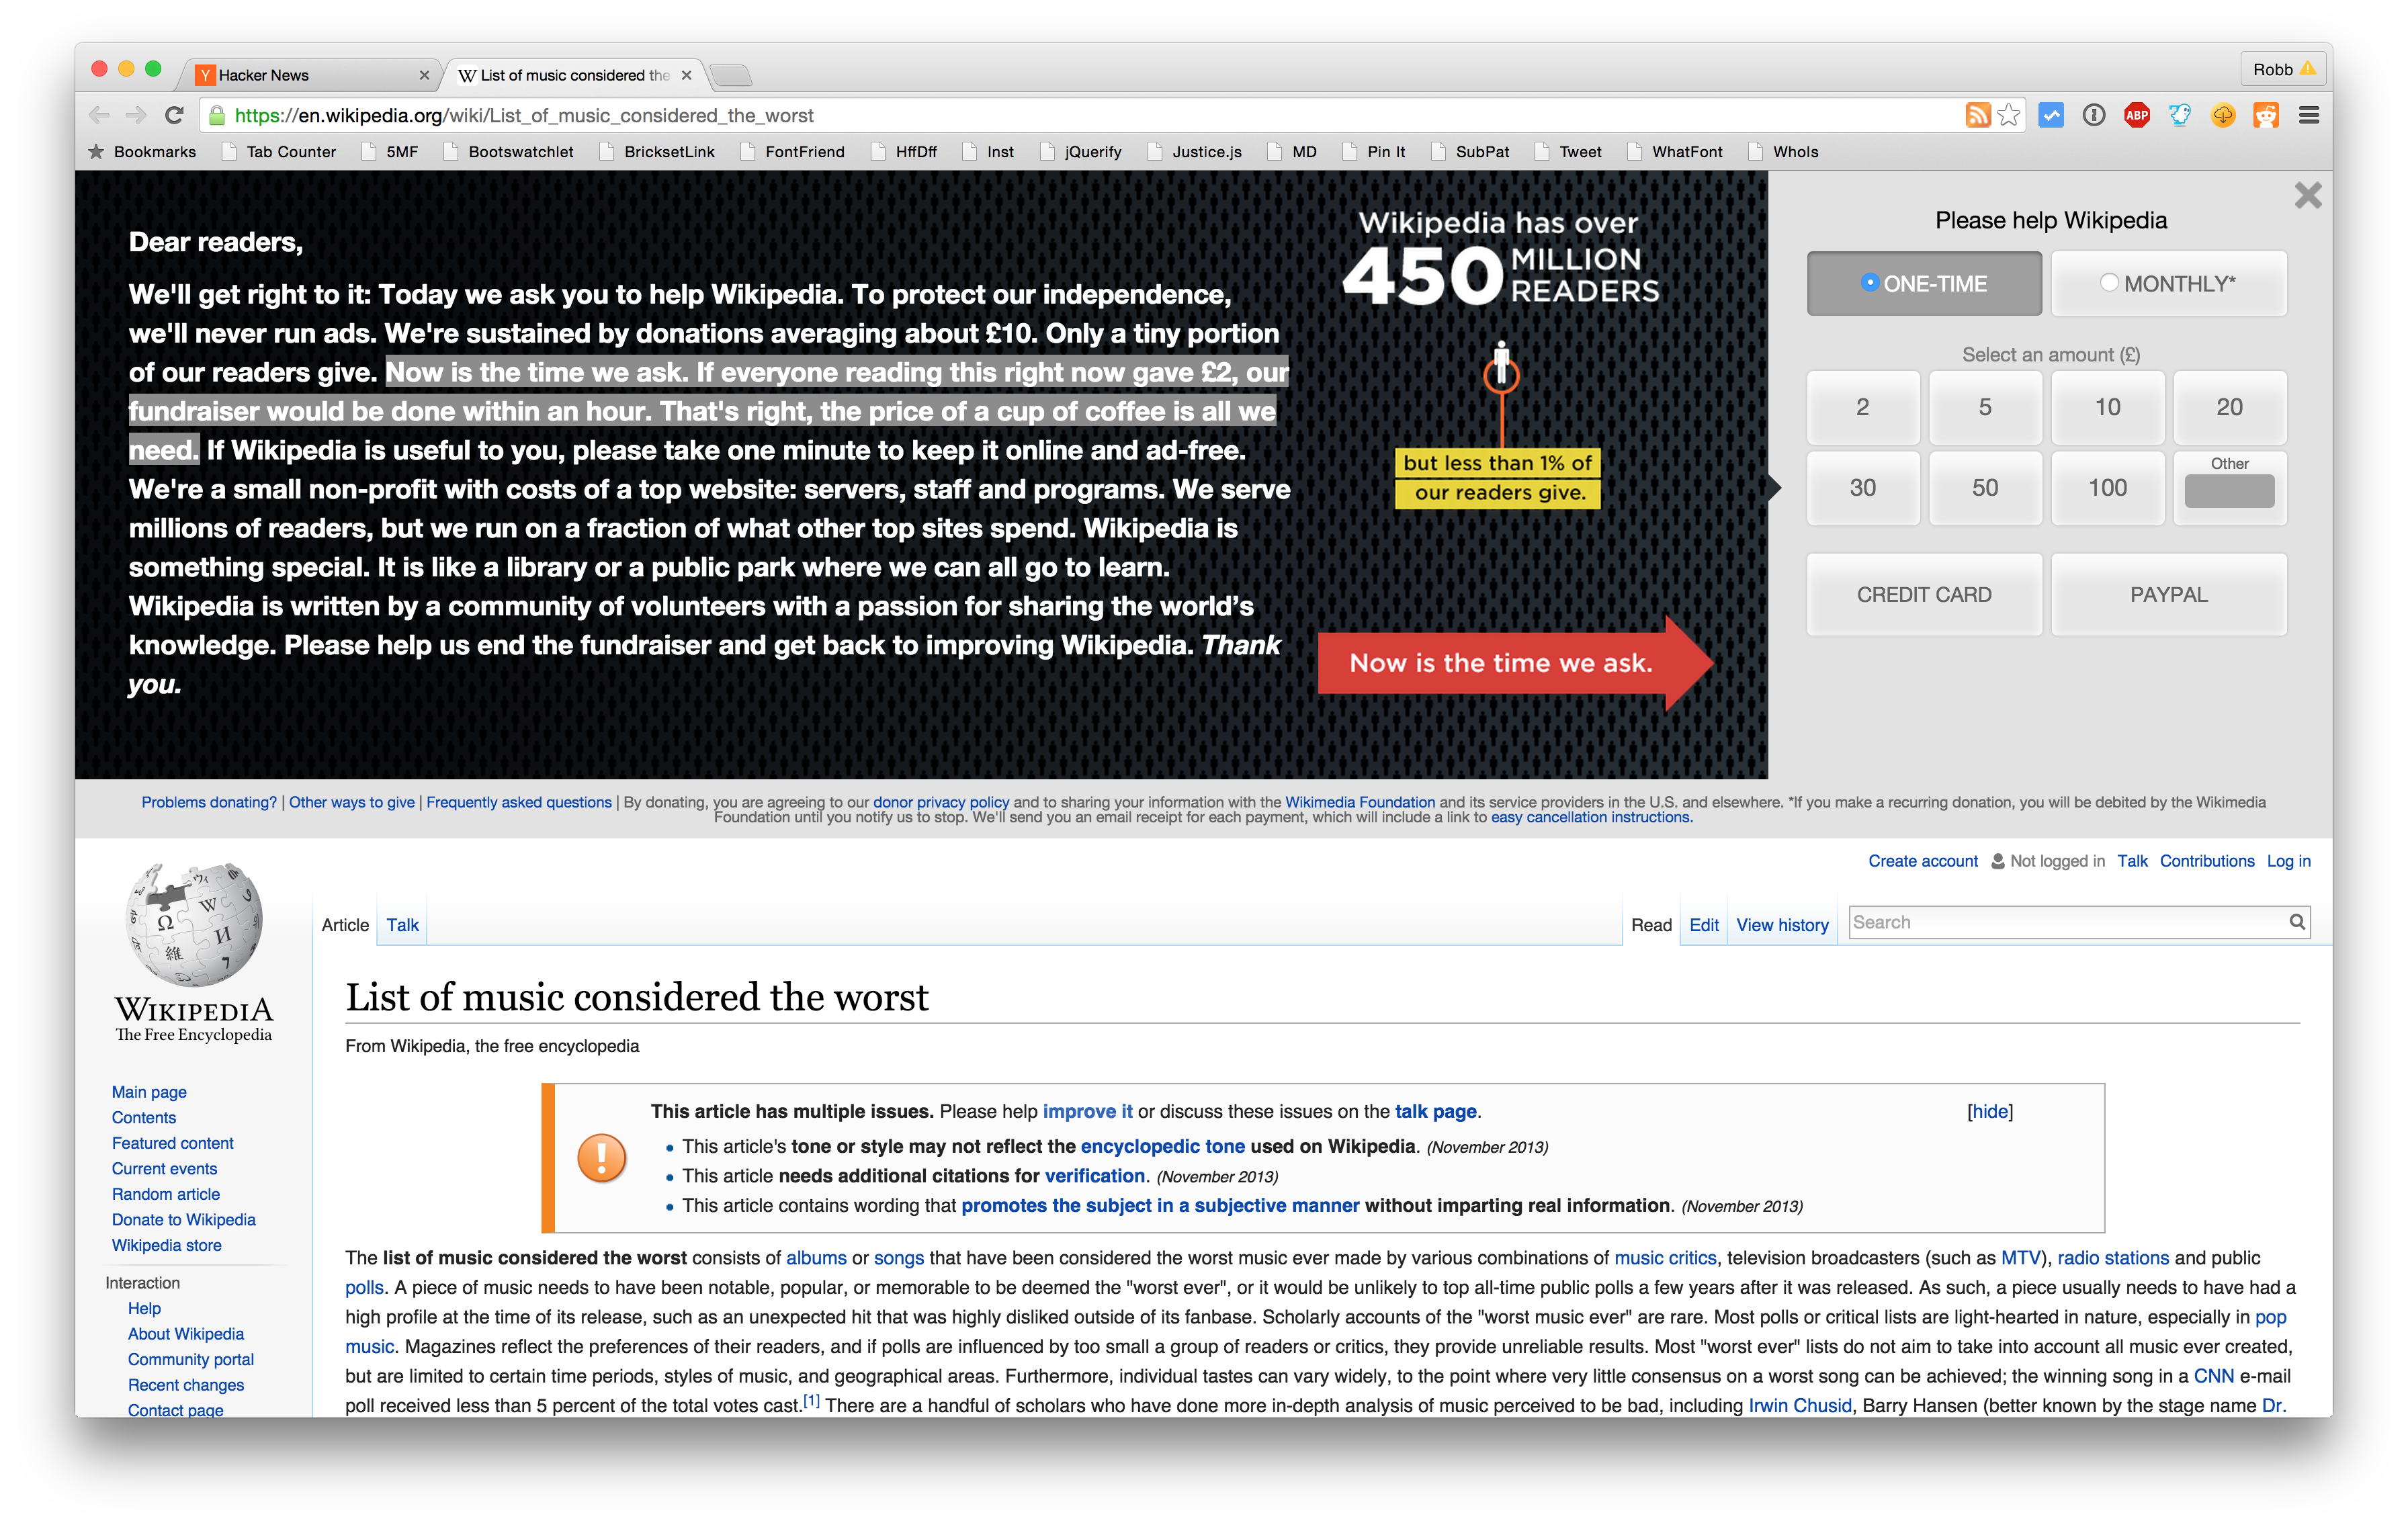 Hacker News
List of music considered the
Robb
https://en.wikipedia.org/wiki/List_of_music_considered_the_worst
ABP
Bookmarks Tab Counter 5MF Bootswatchlet BricksetLink FontFriend HffDff Inst jQuerify Justice.js MD Pin It SubPat Tweet WhatFont WhoIs
Dear readers,
We'll get right to it: Today we ask you to help Wikipedia. To protect our independence,
we'll never run ads. We're sustained by donations averaging about £10. Only a tiny portion
of our readers give. Now is the time we ask. If everyone reading this right now gave £2, our
fundraiser would be done within an hour. That's right, the price of a cup of coffee is all we
need. If Wikipedia is useful to you, please take one minute to keep it online and ad-free.
We're a small non-profit with costs of a top website: servers, staff and programs. We serve
millions of readers, but we run on a fraction of what other top sites spend. Wikipedia is
something special. It is like a library or a public park where we can all go to learn.
Wikipedia is written by a community of volunteers with a passion for sharing the world’s
knowledge. Please help us end the fundraiser and get back to improving Wikipedia. Thank
you.
Wikipedia has over
450 MILLION
READERS
but less than 1% of
our readers give.
Now is the time we ask.
Please help Wikipedia
ONE-TIME MONTHLY*
Select an amount (£)
2 5 10 20
30 50 100 Other
CREDIT CARD PAYPAL
Problems donating? | Other ways to give | Frequently asked questions | By donating, you are agreeing to our donor privacy policy and to sharing your information with the Wikimedia Foundation and its service providers in the U.S. and elsewhere. *If you make a recurring donation, you will be debited by the Wikimedia
Foundation until you notify us to stop. We'll send you an email receipt for each payment, which will include a link to easy cancellation instructions.
Create account Not logged in Talk Contributions Log in
Article Talk Read Edit View history Search
WIKIPEDIA
The Free Encyclopedia
Main page
Contents
Featured content
Current events
Random article
Donate to Wikipedia
Wikipedia store
Interaction
Help
About Wikipedia
Community portal
Recent changes
Contact page
List of music considered the worst
From Wikipedia, the free encyclopedia
This article has multiple issues. Please help improve it or discuss these issues on the talk page. [hide]
• This article's tone or style may not reflect the encyclopedic tone used on Wikipedia. (November 2013)
• This article needs additional citations for verification. (November 2013)
• This article contains wording that promotes the subject in a subjective manner without imparting real information. (November 2013)
The list of music considered the worst consists of albums or songs that have been considered the worst music ever made by various combinations of music critics, television broadcasters (such as MTV), radio stations and public
polls. A piece of music needs to have been notable, popular, or memorable to be deemed the "worst ever", or it would be unlikely to top all-time public polls a few years after it was released. As such, a piece usually needs to have had a
high profile at the time of its release, such as an unexpected hit that was highly disliked outside of its fanbase. Scholarly accounts of the "worst music ever" are rare. Most polls or critical lists are light-hearted in nature, especially in pop
music. Magazines reflect the preferences of their readers, and if polls are influenced by too small a group of readers or critics, they provide unreliable results. Most "worst ever" lists do not aim to take into account all music ever created,
but are limited to certain time periods, styles of music, and geographical areas. Furthermore, individual tastes can vary widely, to the point where very little consensus on a worst song can be achieved; the winning song in a CNN e-mail
poll received less than 5 percent of the total votes cast.[1] There are a handful of scholars who have done more in-depth analysis of music perceived to be bad, including Irwin Chusid, Barry Hansen (better known by the stage name Dr.